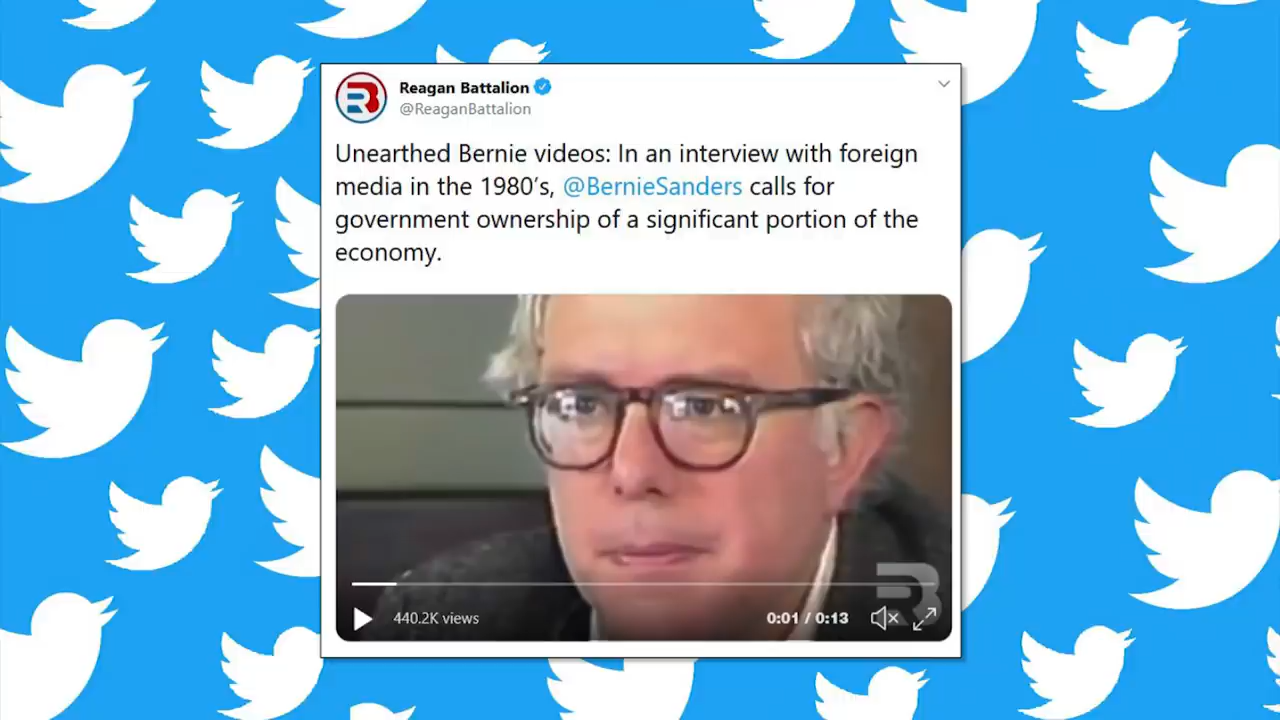 Reagan Battalion
@ReaganBattalion
Unearthed Bernie videos: In an interview with foreign
media in the 1980's, @BernieSanders calls for
government ownership of a significant portion of the
economy.
440.2K views
0:01 / 0:13